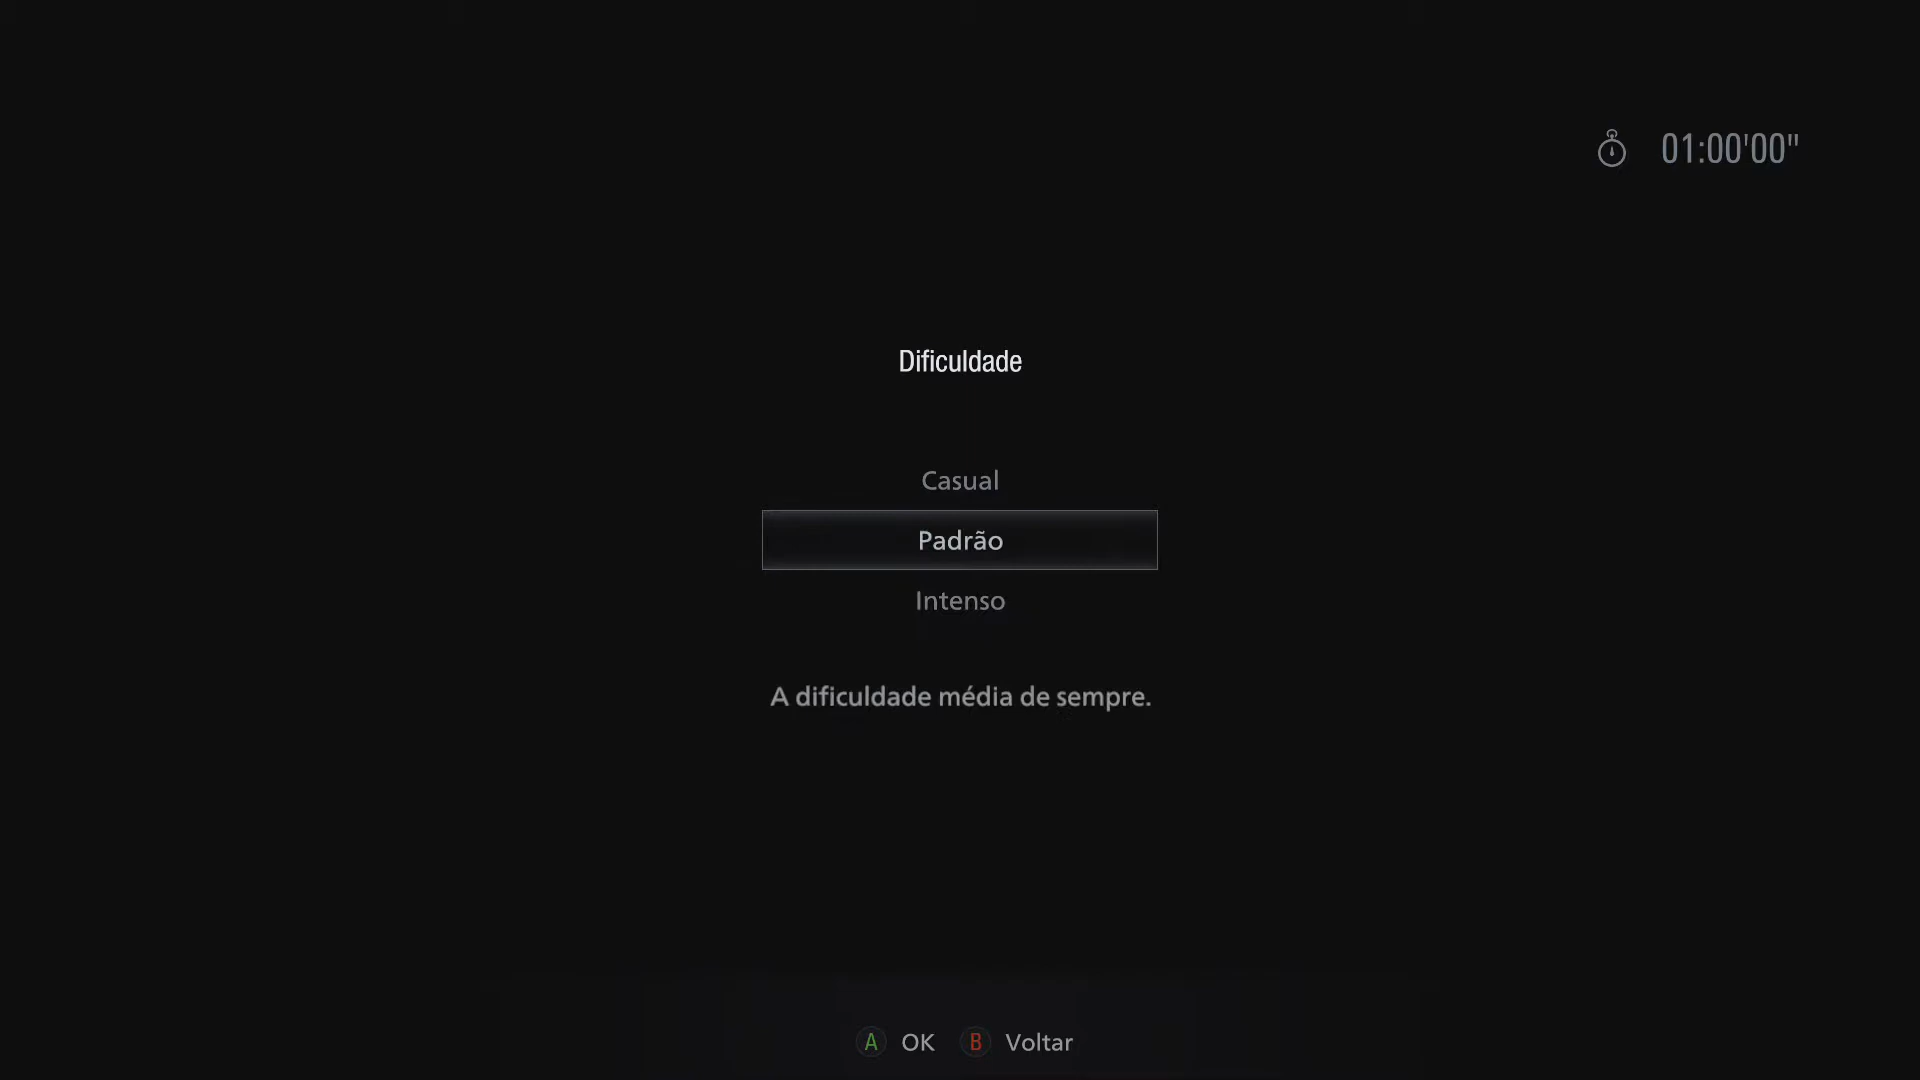 01:00'00"
Dificuldade
Casual
Padrão
Intenso
A dificuldade média de sempre.
A OK B Voltar